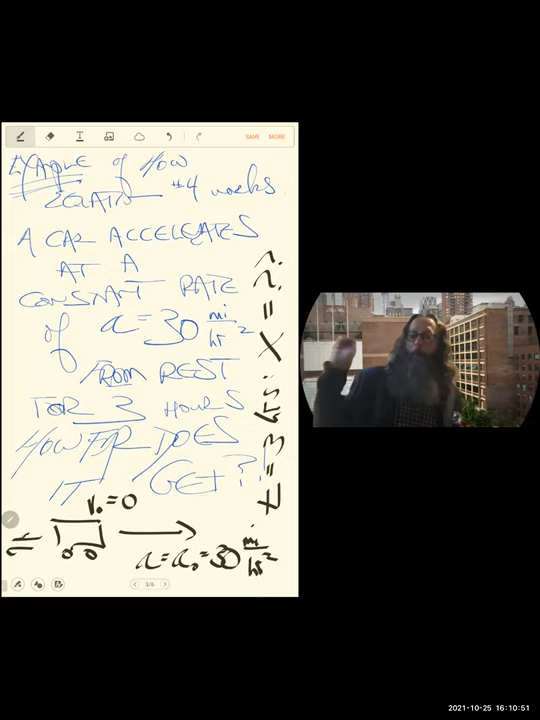 SAVE MORE
EXAMPLE of HOW
EQUATION #4 works
A CAR ACCELERATES
AT A
CONSTANT RATE
of a = 30 mi/hr²
FROM REST
FOR 3 HOURS
HOW FAR DOES
IT GET?
t = 3 hrs: X = ?
v₀ = 0
a = a₀ = 30 mi/hr²
3/6
2021-10-25 16:10:51